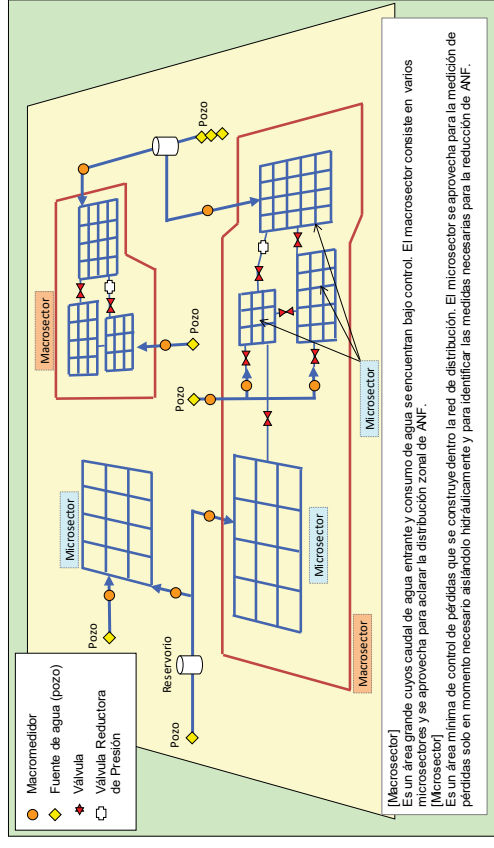 Macromedidor
Fuente de agua (pozo)
Válvula
Válvula Reductora
de Presión
Pozo
Reservorio
Pozo
Microsector
Microsector
Macrosector
Macrosector
Pozo
Pozo
Pozo
Microsector
[Macrosector]
Es un área grande cuyos caudal de agua entrante y consumo de agua se encuentran bajo control. El macrosector consiste en varios
microsectores y se aprovecha para aclarar la distribución zonal de ANF.
[Microsector]
Es un área mínima de control de pérdidas que se construye dentro la red de distribución. El microsector se aprovecha para la medición de
pérdidas solo en momento necesario aislándolo hidráulicamente y para identificar las medidas necesarias para la reducción de ANF.